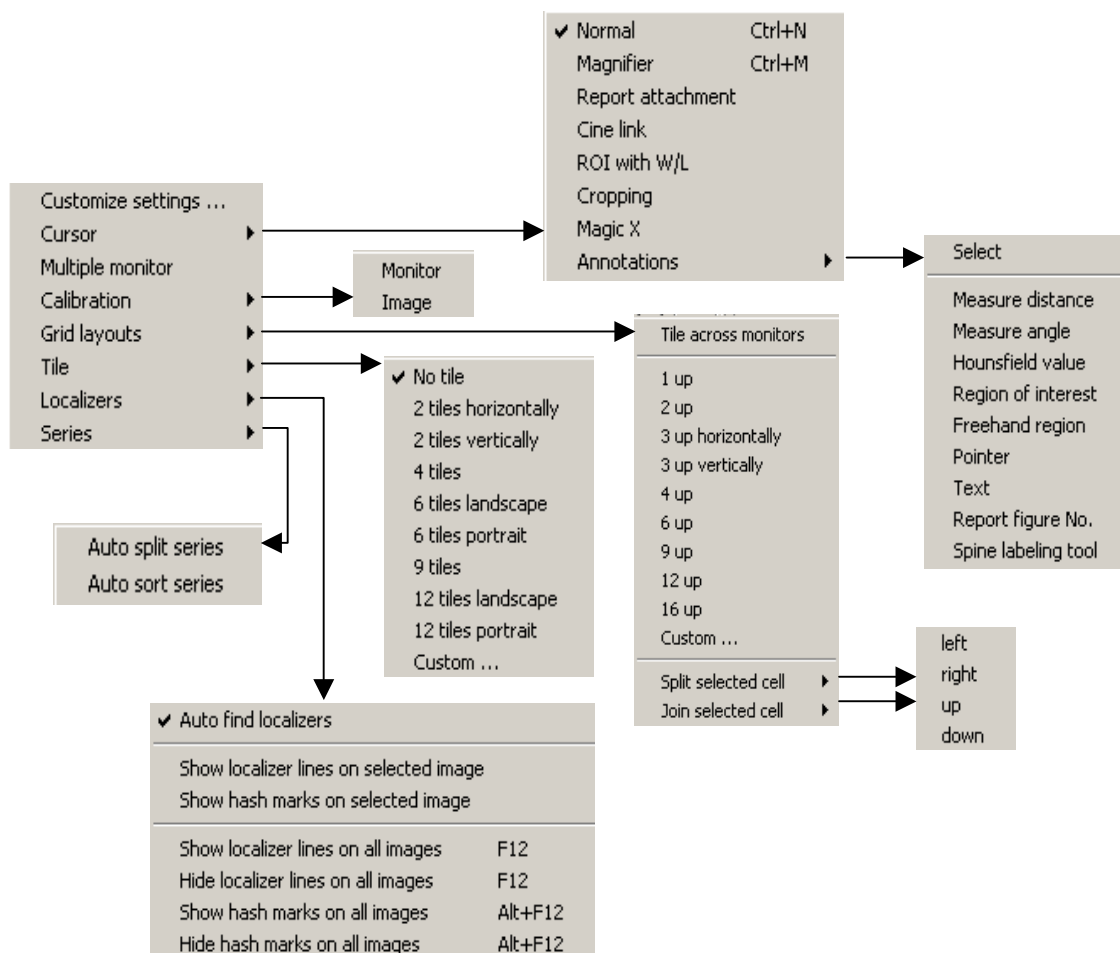 Normal Ctrl+N
Magnifier Ctrl+M
Report attachment
Cine link
ROI with W/L
Cropping
Magic X
Annotations
Customize settings ...
Cursor
Multiple monitor
Calibration
Grid layouts
Tile
Localizers
Series
Monitor
Image
Select
Measure distance
Measure angle
Hounsfield value
Region of interest
Freehand region
Pointer
Text
Report figure No.
Spine labeling tool
Tile across monitors
1 up
2 up
3 up horizontally
3 up vertically
4 up
6 up
9 up
12 up
16 up
Custom ...
Split selected cell
Join selected cell
No tile
2 tiles horizontally
2 tiles vertically
4 tiles
6 tiles landscape
6 tiles portrait
9 tiles
12 tiles landscape
12 tiles portrait
Custom ...
Auto split series
Auto sort series
left
right
up
down
Auto find localizers
Show localizer lines on selected image
Show hash marks on selected image
Show localizer lines on all images F12
Hide localizer lines on all images F12
Show hash marks on all images Alt+F12
Hide hash marks on all images Alt+F12